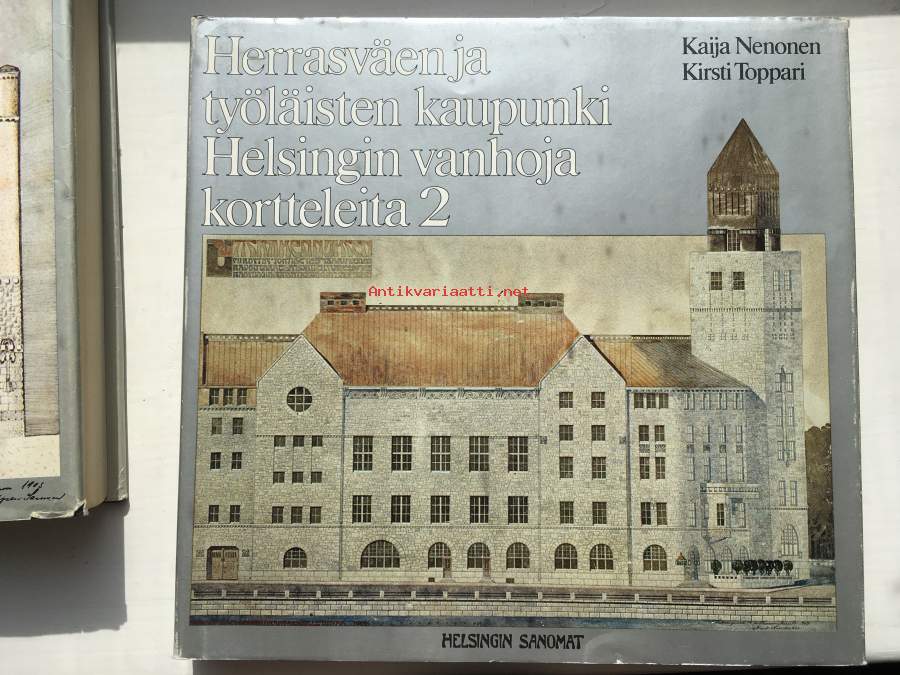 Herrasväen ja
työläisten kaupunki
Helsingin vanhoja
kortteleita 2
Kaija Nenonen
Kirsti Toppari
Antikvariaatti.net
HELSINGIN SANOMAT